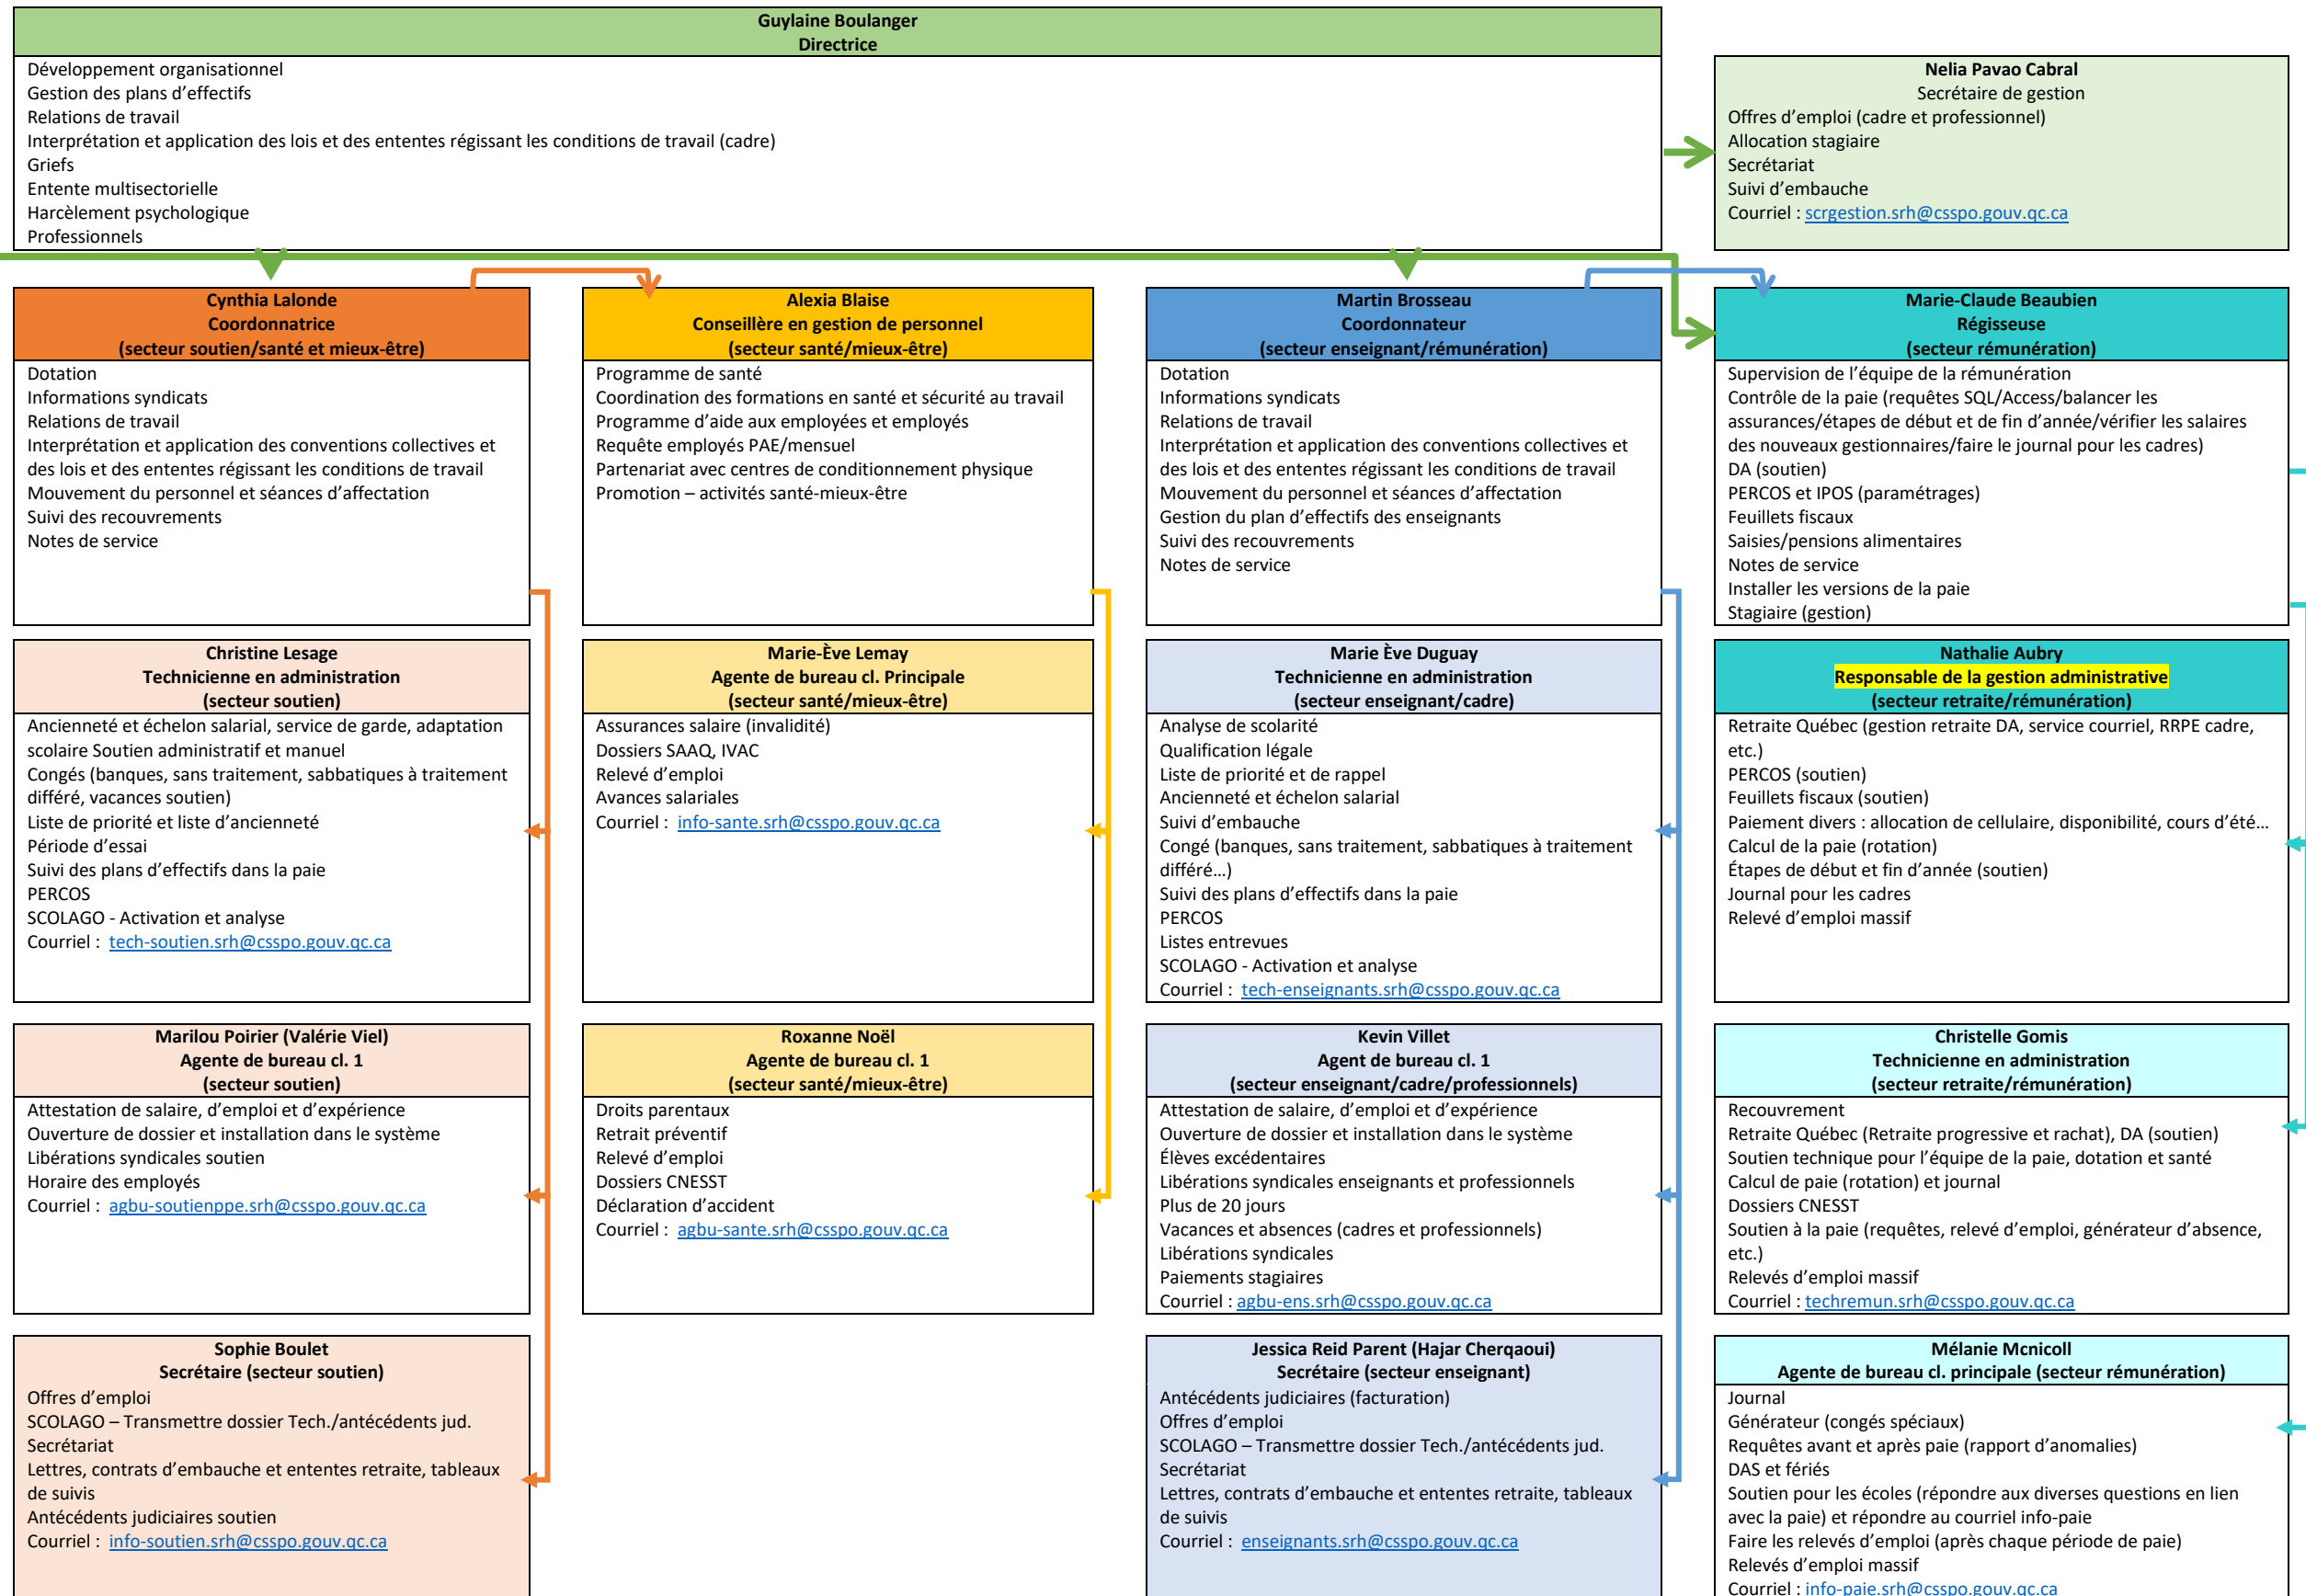 Guylaine Boulanger
Directrice
Développement organisationnel
Gestion des plans d’effectifs
Relations de travail
Interprétation et application des lois et des ententes régissant les conditions de travail (cadre)
Griefs
Entente multisectorielle
Harcèlement psychologique
Professionnels
Nelia Pavao Cabral
Secrétaire de gestion
Offres d’emploi (cadre et professionnel)
Allocation stagiaire
Secrétariat
Suivi d’embauche
Courriel : scrgestion.srh@csspo.gouv.qc.ca
Cynthia Lalonde
Coordonnatrice
(secteur soutien/santé et mieux-être)
Dotation
Informations syndicats
Relations de travail
Interprétation et application des conventions collectives et
des lois et des ententes régissant les conditions de travail
Mouvement du personnel et séances d’affectation
Suivi des recouvrements
Notes de service
Alexia Blaise
Conseillère en gestion de personnel
(secteur santé/mieux-être)
Programme de santé
Coordination des formations en santé et sécurité au travail
Programme d’aide aux employées et employés
Requête employés PAE/mensuel
Partenariat avec centres de conditionnement physique
Promotion – activités santé-mieux-être
Martin Brosseau
Coordonnateur
(secteur enseignant/rémunération)
Dotation
Informations syndicats
Relations de travail
Interprétation et application des conventions collectives et
des lois et des ententes régissant les conditions de travail
Mouvement du personnel et séances d’affectation
Gestion du plan d’effectifs des enseignants
Suivi des recouvrements
Notes de service
Marie-Claude Beaubien
Régisseuse
(secteur rémunération)
Supervision de l’équipe de la rémunération
Contrôle de la paie (requêtes SQL/Access/balancer les
assurances/étapes de début et de fin d’année/vérifier les salaires
des nouveaux gestionnaires/faire le journal pour les cadres)
DA (soutien)
PERCOS et IPOS (paramétrages)
Feuillets fiscaux
Saisies/pensions alimentaires
Notes de service
Installer les versions de la paie
Stagiaire (gestion)
Christine Lesage
Technicienne en administration
(secteur soutien)
Ancienneté et échelon salarial, service de garde, adaptation
scolaire Soutien administratif et manuel
Congés (banques, sans traitement, sabbatiques à traitement
différé, vacances soutien)
Liste de priorité et liste d’ancienneté
Période d’essai
Suivi des plans d’effectifs dans la paie
PERCOS
SCOLAGO - Activation et analyse
Courriel : tech-soutien.srh@csspo.gouv.qc.ca
Marie-Ève Lemay
Agente de bureau cl. Principale
(secteur santé/mieux-être)
Assurances salaire (invalidité)
Dossiers SAAQ, IVAC
Relevé d’emploi
Avances salariales
Courriel : info-sante.srh@csspo.gouv.qc.ca
Marie Ève Duguay
Technicienne en administration
(secteur enseignant/cadre)
Analyse de scolarité
Qualification légale
Liste de priorité et de rappel
Ancienneté et échelon salarial
Suivi d’embauche
Congé (banques, sans traitement, sabbatiques à traitement
différé…)
Suivi des plans d’effectifs dans la paie
PERCOS
Listes entrevues
SCOLAGO - Activation et analyse
Courriel : tech-enseignants.srh@csspo.gouv.qc.ca
Nathalie Aubry
Responsable de la gestion administrative
(secteur retraite/rémunération)
Retraite Québec (gestion retraite DA, service courriel, RRPE cadre,
etc.)
PERCOS (soutien)
Feuillets fiscaux (soutien)
Paiement divers : allocation de cellulaire, disponibilité, cours d’été…
Calcul de la paie (rotation)
Étapes de début et fin d’année (soutien)
Journal pour les cadres
Relevé d’emploi massif
Marilou Poirier (Valérie Viel)
Agente de bureau cl. 1
(secteur soutien)
Attestation de salaire, d’emploi et d’expérience
Ouverture de dossier et installation dans le système
Libérations syndicales soutien
Horaire des employés
Courriel : agbu-soutienppe.srh@csspo.gouv.qc.ca
Roxanne Noël
Agente de bureau cl. 1
(secteur santé/mieux-être)
Droits parentaux
Retrait préventif
Relevé d’emploi
Dossiers CNESST
Déclaration d’accident
Courriel : agbu-sante.srh@csspo.gouv.qc.ca
Kevin Villet
Agent de bureau cl. 1
(secteur enseignant/cadre/professionnels)
Attestation de salaire, d’emploi et d’expérience
Ouverture de dossier et installation dans le système
Élèves excédentaires
Libérations syndicales enseignants et professionnels
Plus de 20 jours
Vacances et absences (cadres et professionnels)
Libérations syndicales
Paiements stagiaires
Courriel : agbu-ens.srh@csspo.gouv.qc.ca
Christelle Gomis
Technicienne en administration
(secteur retraite/rémunération)
Recouvrement
Retraite Québec (Retraite progressive et rachat), DA (soutien)
Soutien technique pour l’équipe de la paie, dotation et santé
Calcul de paie (rotation) et journal
Dossiers CNESST
Soutien à la paie (requêtes, relevé d’emploi, générateur d’absence,
etc.)
Relevés d’emploi massif
Courriel : techremun.srh@csspo.gouv.qc.ca
Sophie Boulet
Secrétaire (secteur soutien)
Offres d’emploi
SCOLAGO – Transmettre dossier Tech./antécédents jud.
Secrétariat
Lettres, contrats d’embauche et ententes retraite, tableaux
de suivis
Antécédents judiciaires soutien
Courriel : info-soutien.srh@csspo.gouv.qc.ca
Jessica Reid Parent (Hajar Cherqaoui)
Secrétaire (secteur enseignant)
Antécédents judiciaires (facturation)
Offres d’emploi
SCOLAGO – Transmettre dossier Tech./antécédents jud.
Secrétariat
Lettres, contrats d’embauche et ententes retraite, tableaux
de suivis
Courriel : enseignants.srh@csspo.gouv.qc.ca
Mélanie Mcnicoll
Agente de bureau cl. principale (secteur rémunération)
Journal
Générateur (congés spéciaux)
Requêtes avant et après paie (rapport d’anomalies)
DAS et fériés
Soutien pour les écoles (répondre aux diverses questions en lien
avec la paie) et répondre au courriel info-paie
Faire les relevés d’emploi (après chaque période de paie)
Relevés d’emploi massif
Courriel : info-paie.srh@csspo.gouv.qc.ca